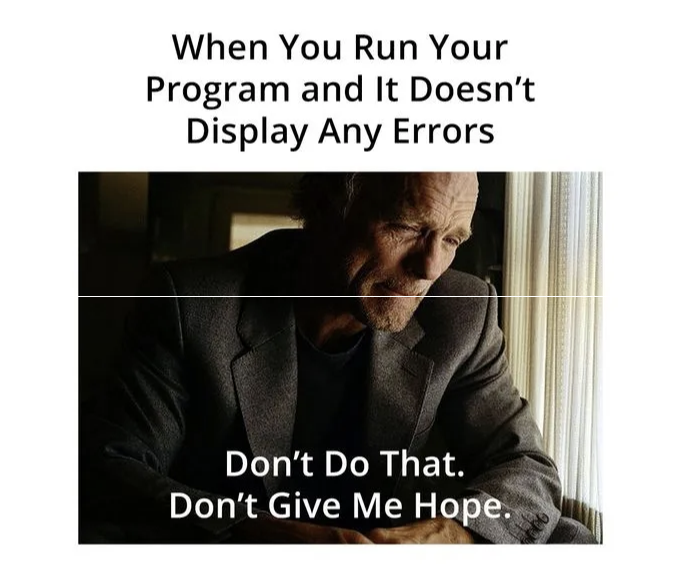 When You Run Your
Program and It Doesn’t
Display Any Errors
Don’t Do That.
Don’t Give Me Hope.